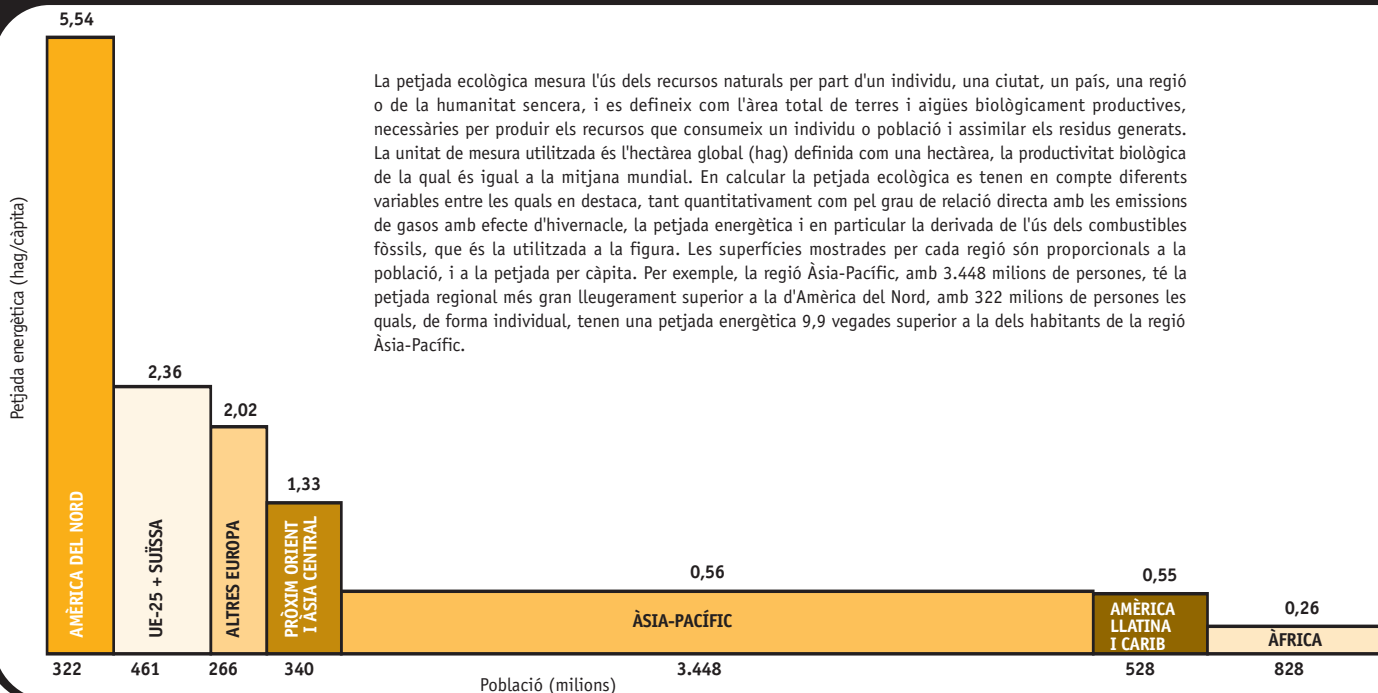 5,54
La petjada ecològica mesura l'ús dels recursos naturals per part d'un individu, una ciutat, un país, una regió
o de la humanitat sencera, i es defineix com l'àrea total de terres i aigües biològicament productives,
necessàries per produir els recursos que consumeix un individu o població i assimilar els residus generats.
La unitat de mesura utilitzada és l'hectàrea global (hag) definida com una hectàrea, la productivitat biològica
de la qual és igual a la mitjana mundial. En calcular la petjada ecològica es tenen en compte diferents
variables entre les quals en destaca, tant quantitativament com pel grau de relació directa amb les emissions
de gasos amb efecte d'hivernacle, la petjada energètica i en particular la derivada de l'ús dels combustibles
fòssils, que és la utilitzada a la figura. Les superfícies mostrades per cada regió són proporcionals a la
població, i a la petjada per càpita. Per exemple, la regió Àsia-Pacífic, amb 3.448 milions de persones, té la
petjada regional més gran lleugerament superior a la d'Amèrica del Nord, amb 322 milions de persones les
quals, de forma individual, tenen una petjada energètica 9,9 vegades superior a la dels habitants de la regió
Àsia-Pacífic.
Petjada energètica (hag/càpita)
2,36
2,02
1,33
0,56
0,55
0,26
AMÈRICA DEL NORD
UE-25 + SUÏSSA
ALTRES EUROPA
PRÒXIM ORIENT
I ÀSIA CENTRAL
ÀSIA-PACÍFIC
AMÈRICA
LLATINA
I CARIB
ÀFRICA
322
461
266
340
3.448
528
828
Població (milions)